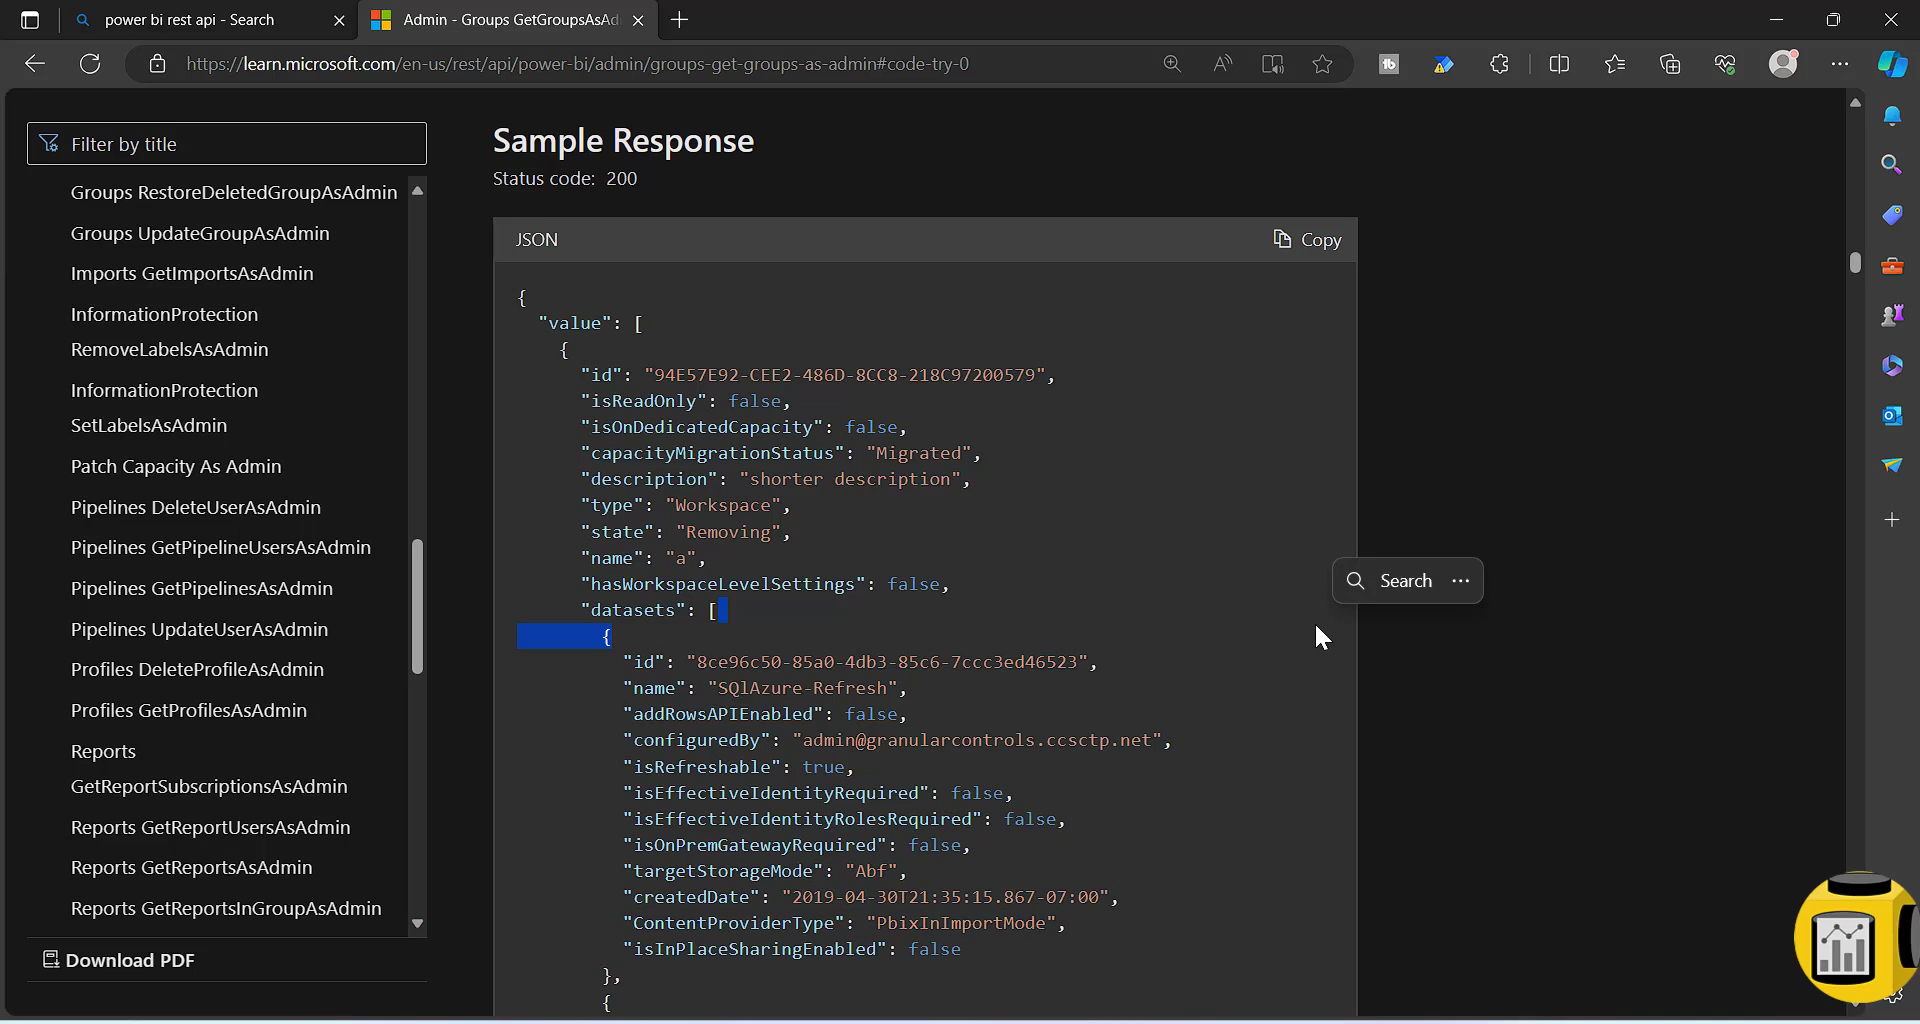 power bi rest api - Search
Admin - Groups GetGroupsAsAd
https://learn.microsoft.com/en-us/rest/api/power-bi/admin/groups-get-groups-as-admin#code-try-0
Filter by title
Groups RestoreDeletedGroupAsAdmin
Groups UpdateGroupAsAdmin
Imports GetImportsAsAdmin
InformationProtection
RemoveLabelsAsAdmin
InformationProtection
SetLabelsAsAdmin
Patch Capacity As Admin
Pipelines DeleteUserAsAdmin
Pipelines GetPipelineUsersAsAdmin
Pipelines GetPipelinesAsAdmin
Pipelines UpdateUserAsAdmin
Profiles DeleteProfileAsAdmin
Profiles GetProfilesAsAdmin
Reports
GetReportSubscriptionsAsAdmin
Reports GetReportUsersAsAdmin
Reports GetReportsAsAdmin
Reports GetReportsInGroupAsAdmin
Download PDF
Sample Response
Status code: 200
JSON
Copy
{
"value": [
{
"id": "94E57E92-CEE2-486D-8CC8-218C97200579",
"isReadOnly": false,
"isOnDedicatedCapacity": false,
"capacityMigrationStatus": "Migrated",
"description": "shorter description",
"type": "Workspace",
"state": "Removing",
"name": "a",
"hasWorkspaceLevelSettings": false,
"datasets": [
{
"id": "8ce96c50-85a0-4db3-85c6-7ccc3ed46523",
"name": "SQlAzure-Refresh",
"addRowsAPIEnabled": false,
"configuredBy": "admin@granularcontrols.ccsctp.net",
"isRefreshable": true,
"isEffectiveIdentityRequired": false,
"isEffectiveIdentityRolesRequired": false,
"isOnPremGatewayRequired": false,
"targetStorageMode": "Abf",
"createdDate": "2019-04-30T21:35:15.867-07:00",
"ContentProviderType": "PbixInImportMode",
"isInPlaceSharingEnabled": false
},
{
Search